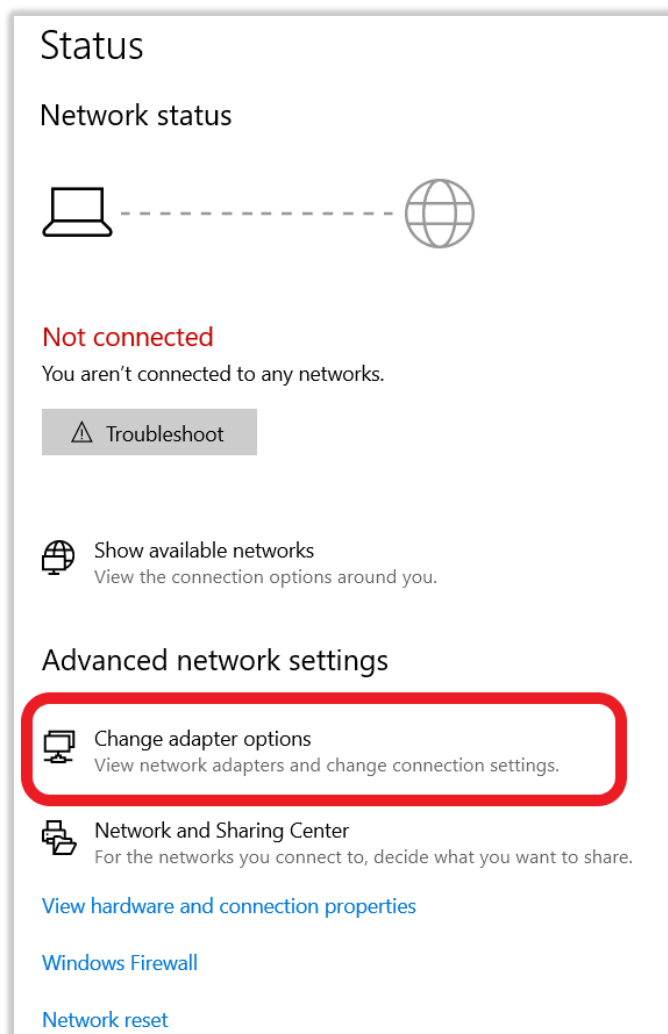 Status
Network status
Not connected
You aren’t connected to any networks.
Troubleshoot
Show available networks
View the connection options around you.
Advanced network settings
Change adapter options
View network adapters and change connection settings.
Network and Sharing Center
For the networks you connect to, decide what you want to share.
View hardware and connection properties
Windows Firewall
Network reset